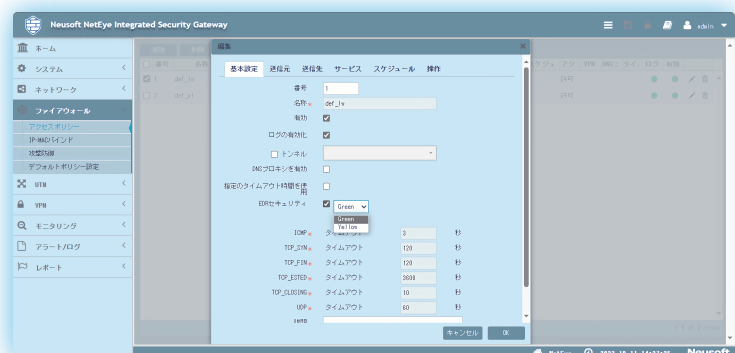 Neusoft NetEye Integrated Security Gateway
admin
ホーム
システム
ネットワーク
ファイアウォール
アクセスポリシー
IP-MACバインド
攻撃防御
デフォルトポリシー設定
UTM
VPN
モニタリング
アラート/ログ
レポート
編集
基本設定 送信元 送信先 サービス スケジュール 操作
番号 1
名称* def_lv
有効
ログの有効化
トンネル
DNSプロキシを有効
指定のタイムアウト時間を使
用
EDRセキュリティ Green
Green
Yellow
ICMP* タイムアウト 3 秒
TCP_SYN* タイムアウト 120 秒
TCP_FIN* タイムアウト 120 秒
TCP_ESTED* タイムアウト 3600 秒
TCP_CLOSING* タイムアウト 10 秒
UDP* タイムアウト 60 秒
キャンセル OK
NetEye
Neusoft